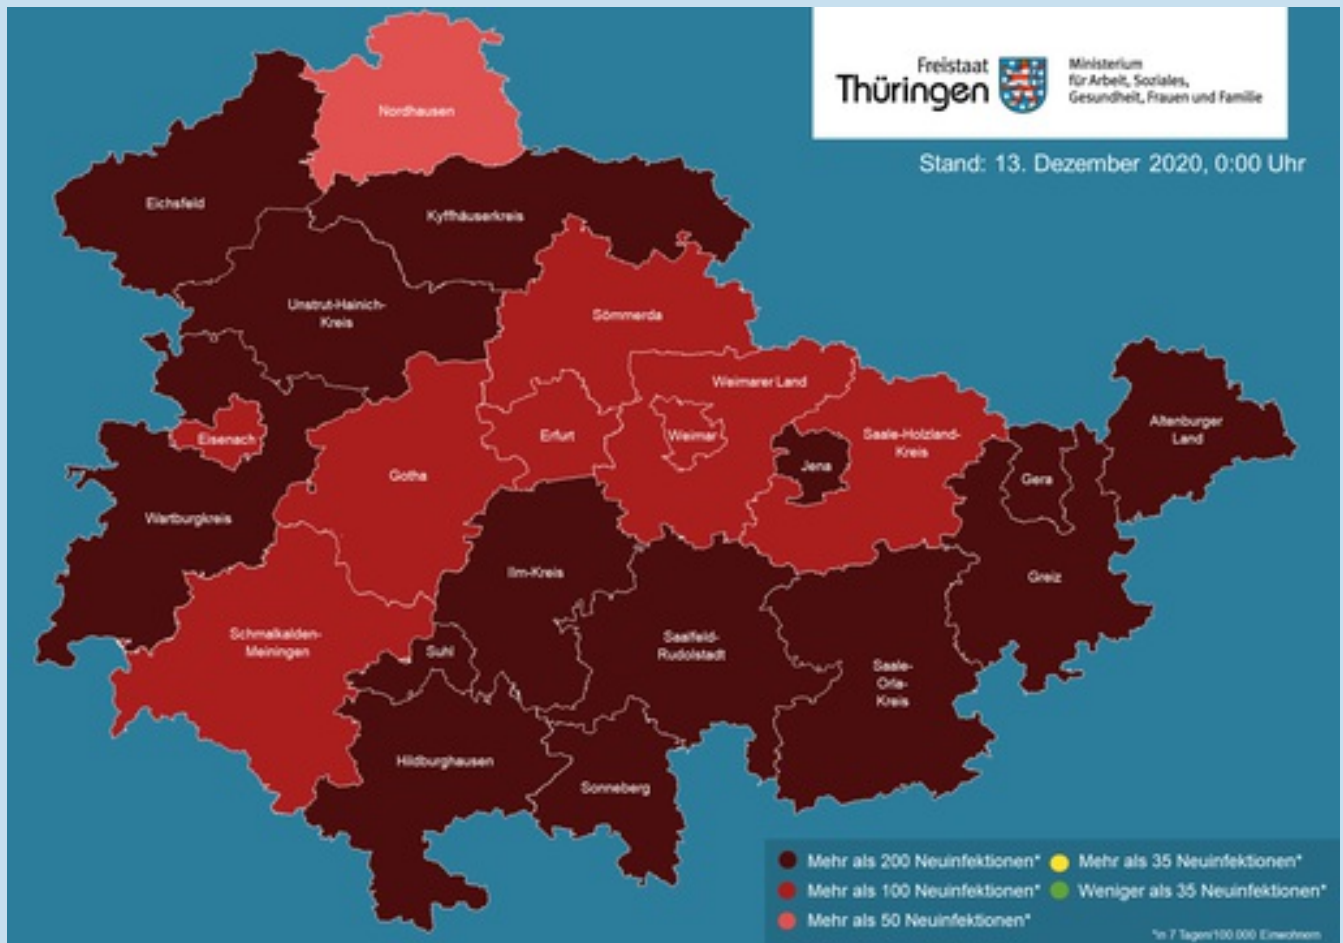 Freistaat
Thüringen
Ministerium
für Arbeit, Soziales,
Gesundheit, Frauen und Familie
Stand: 13. Dezember 2020, 0:00 Uhr
Nordhausen
Eichsfeld
Kyffhäuserkreis
Unstrut-Hainich-
Kreis
Sömmerda
Weimarer Land
Eisenach
Erfurt
Weimar
Saale-Holzland-
Kreis
Altenburger
Land
Jena
Gotha
Gera
Wartburgkreis
Ilm-Kreis
Greiz
Schmalkalden-
Meiningen
Suhl
Saalfeld-
Rudolstadt
Saale-
Orla-
Kreis
Hildburghausen
Sonneberg
Mehr als 200 Neuinfektionen*
Mehr als 35 Neuinfektionen*
Mehr als 100 Neuinfektionen*
Weniger als 35 Neuinfektionen*
Mehr als 50 Neuinfektionen*
*in 7 Tagen/100 000 Einwohnern